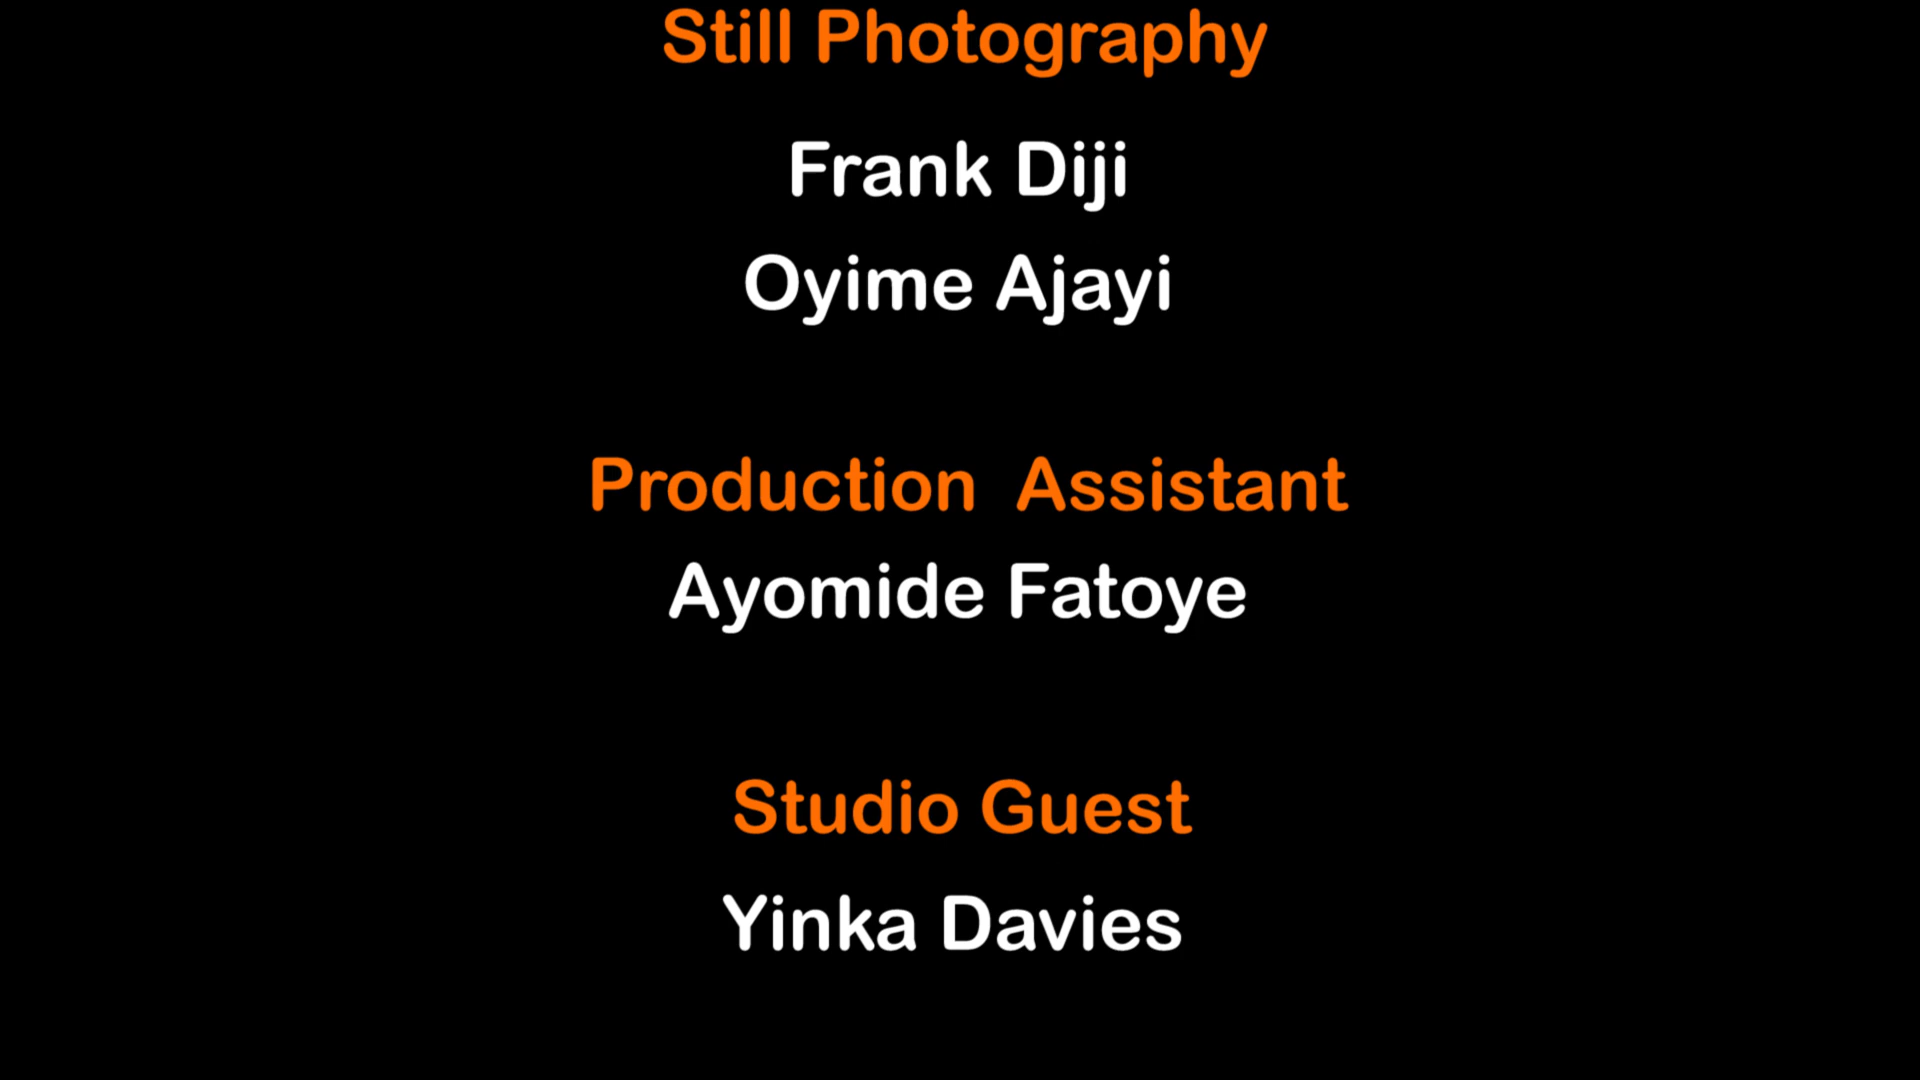 Still Photography
Frank Diji
Oyime Ajayi
Production  Assistant
Ayomide Fatoye
Studio Guest
Yinka Davies